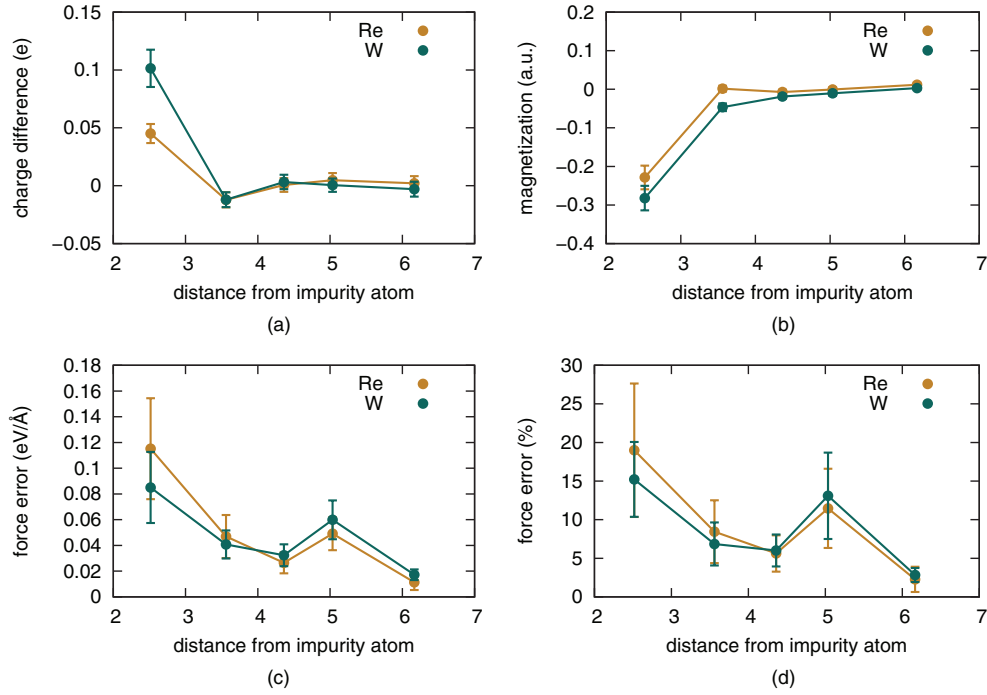 charge difference (e)
0.15
0.1
0.05
0
−0.05
Re
W
2 3 4 5 6 7
distance from impurity atom
(a)
magnetization (a.u.)
0.2
0.1
0
−0.1
−0.2
−0.3
−0.4
Re
W
2 3 4 5 6 7
distance from impurity atom
(b)
force error (eV/Å)
0.18
0.16
0.14
0.12
0.1
0.08
0.06
0.04
0.02
0
Re
W
2 3 4 5 6 7
distance from impurity atom
(c)
force error (%)
30
25
20
15
10
5
0
Re
W
2 3 4 5 6 7
distance from impurity atom
(d)